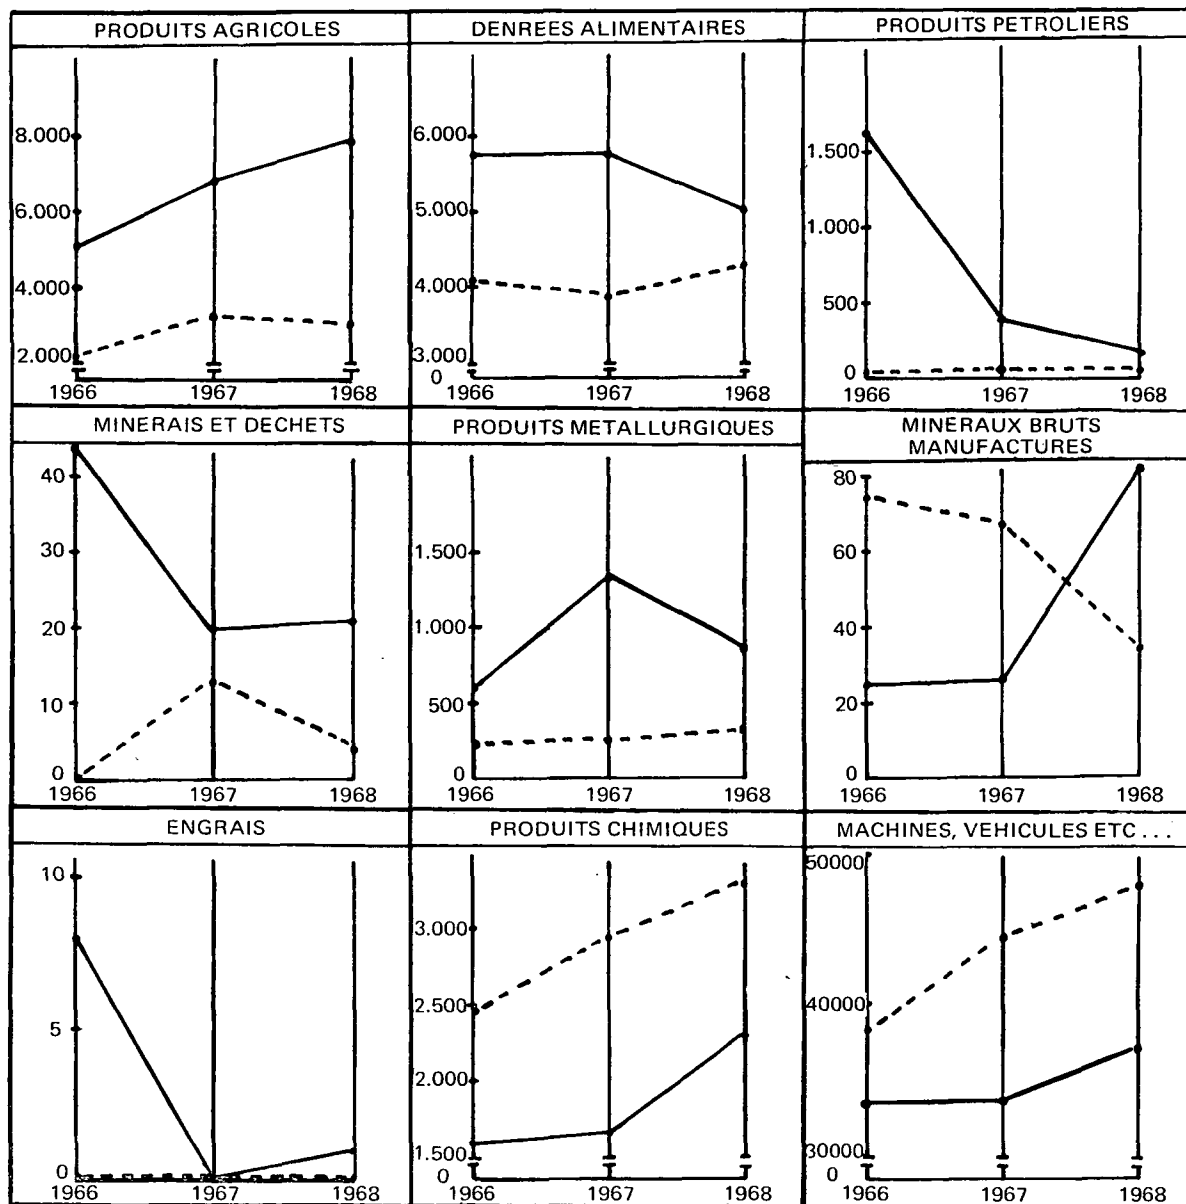 PRODUITS AGRICOLES
8.000
6.000
4.000
2.000
1966 1967 1968
DENREES ALIMENTAIRES
6.000
5.000
4.000
3.000
0
1966 1967 1968
PRODUITS PETROLIERS
1.500
1.000
500
0
1966 1967 1968
MINERAIS ET DECHETS
40
30
20
10
0
1966 1967 1968
PRODUITS METALLURGIQUES
1.500
1.000
500
0
1966 1967 1968
MINERAUX BRUTS
MANUFACTURES
80
60
40
20
0
1966 1967 1968
ENGRAIS
10
5
0
1966 1967 1968
PRODUITS CHIMIQUES
3.000
2.500
2.000
1.500
0
1966 1967 1968
MACHINES, VEHICULES ETC ...
50000
40000
30000
0
1966 1967 1968